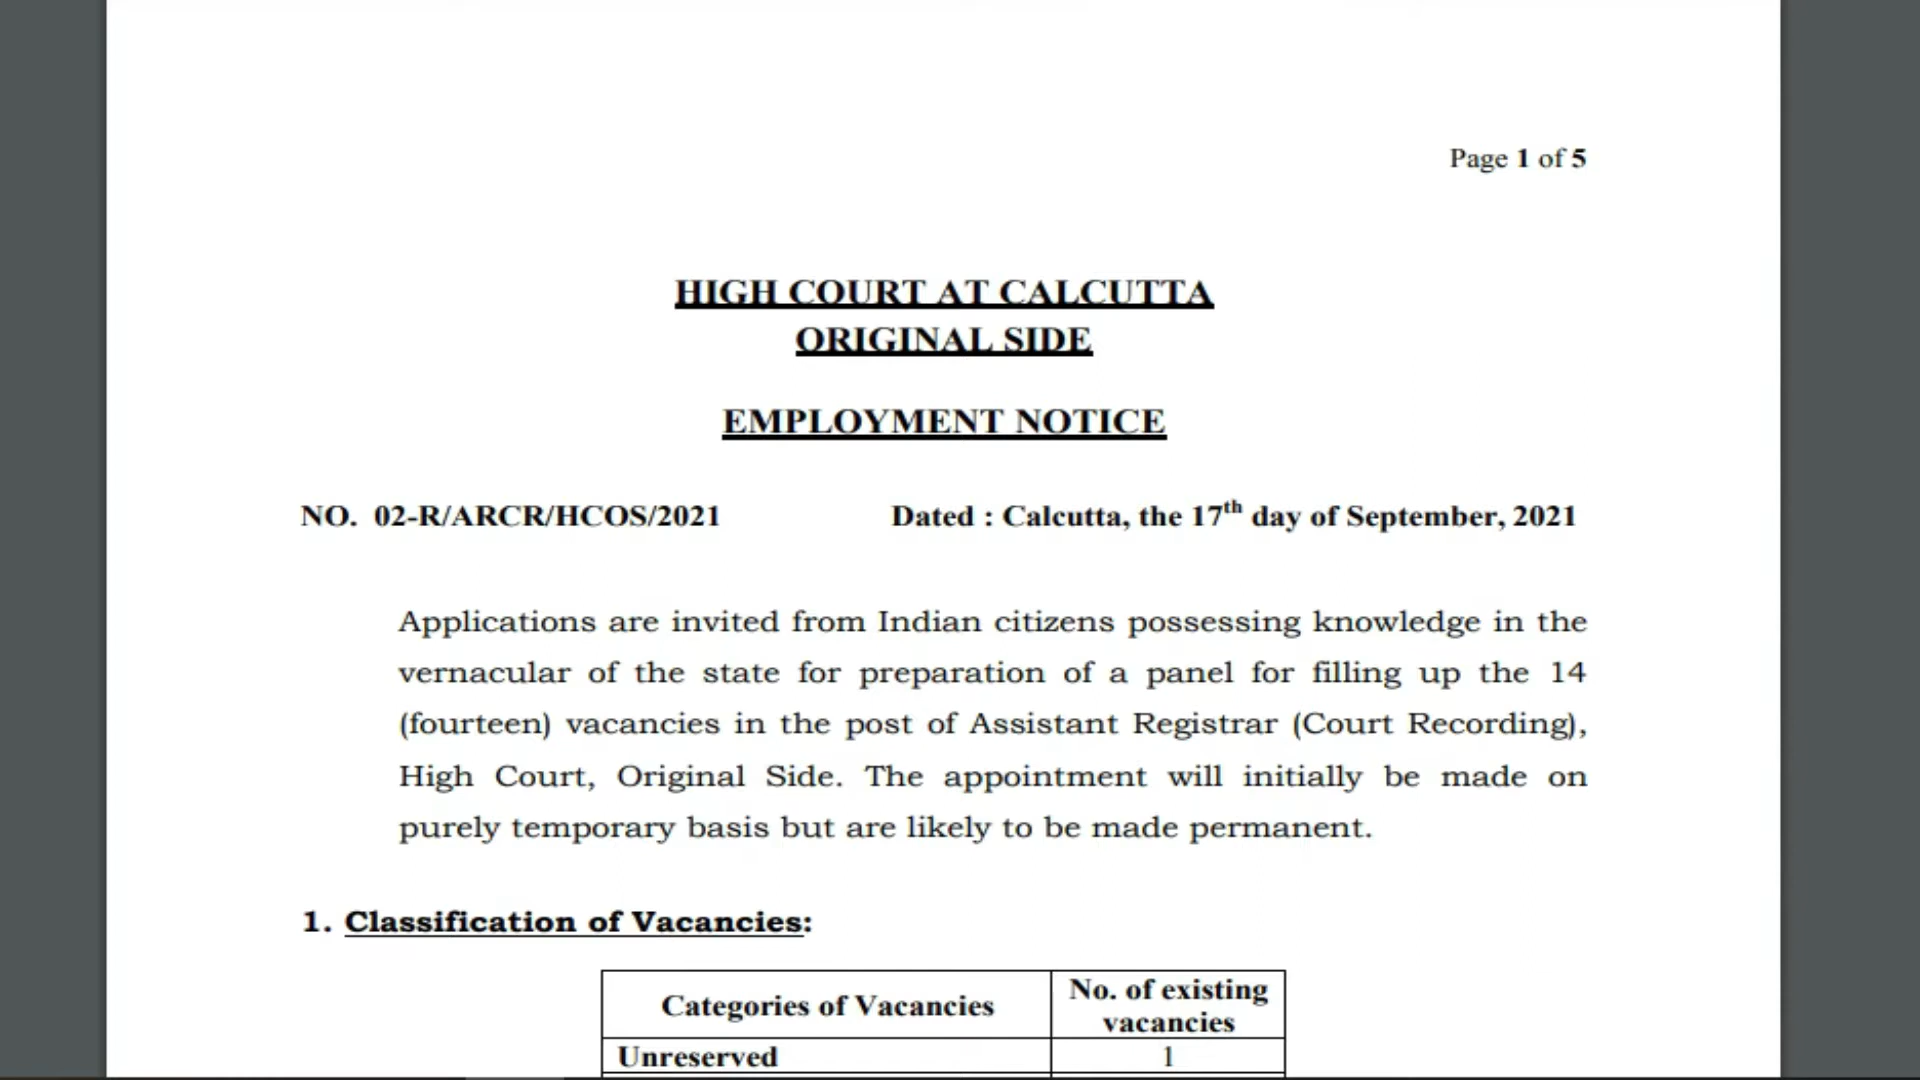 Page 1 of 5
HIGH COURT AT CALCUTTA
ORIGINAL SIDE
EMPLOYMENT NOTICE
NO. 02-R/ARCR/HCOS/2021 Dated : Calcutta, the 17th day of September, 2021
Applications are invited from Indian citizens possessing knowledge in the
vernacular of the state for preparation of a panel for filling up the 14
(fourteen) vacancies in the post of Assistant Registrar (Court Recording),
High Court, Original Side. The appointment will initially be made on
purely temporary basis but are likely to be made permanent.
1. Classification of Vacancies:
Categories of Vacancies No. of existing
vacancies
Unreserved 1